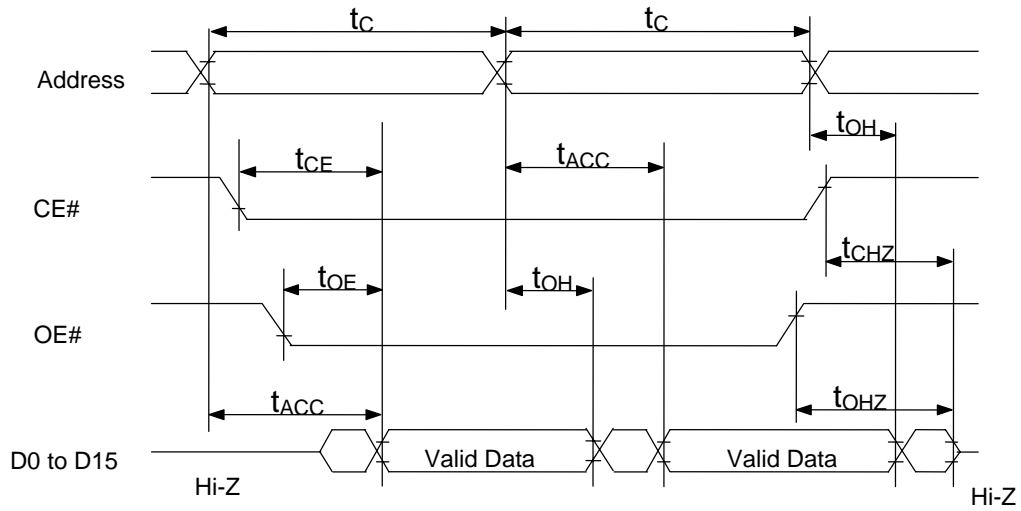 tC tC
Address
tOH
tCE tACC
CE#
tCHZ
tOE tOH
OE#
tACC tOHZ
D0 to D15 Valid Data Valid Data
Hi-Z Hi-Z